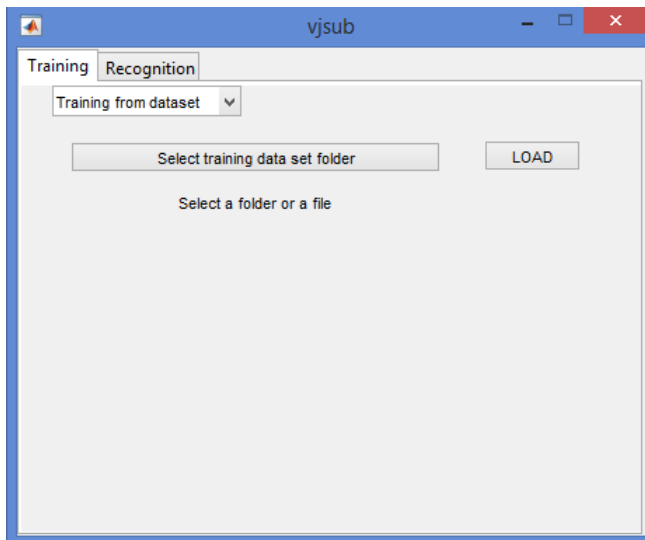 vjsub
Training Recognition
Training from dataset
Select training data set folder LOAD
Select a folder or a file